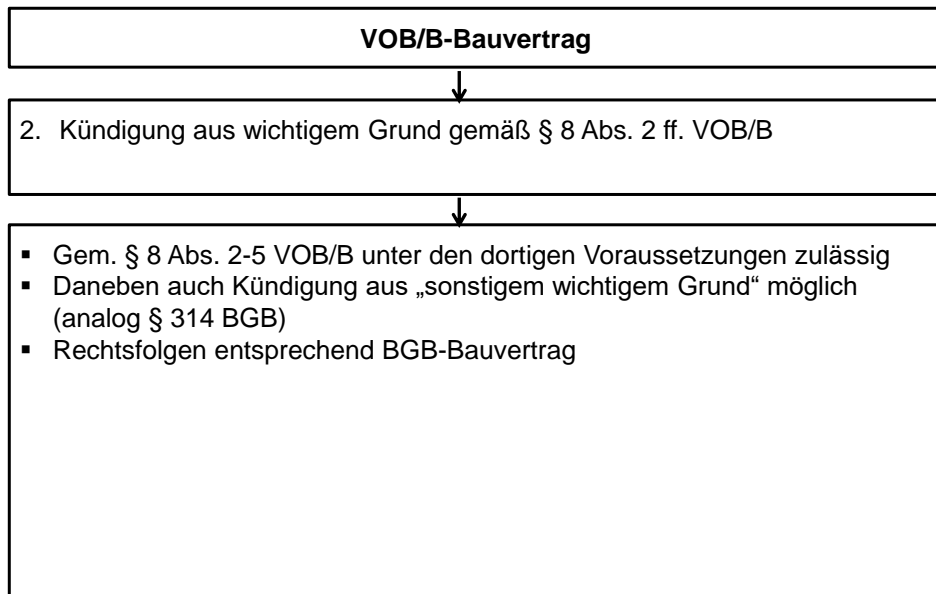 VOB/B-Bauvertrag
2. Kündigung aus wichtigem Grund gemäß § 8 Abs. 2 ff. VOB/B
▪ Gem. § 8 Abs. 2-5 VOB/B unter den dortigen Voraussetzungen zulässig
▪ Daneben auch Kündigung aus „sonstigem wichtigem Grund“ möglich
(analog § 314 BGB)
▪ Rechtsfolgen entsprechend BGB-Bauvertrag